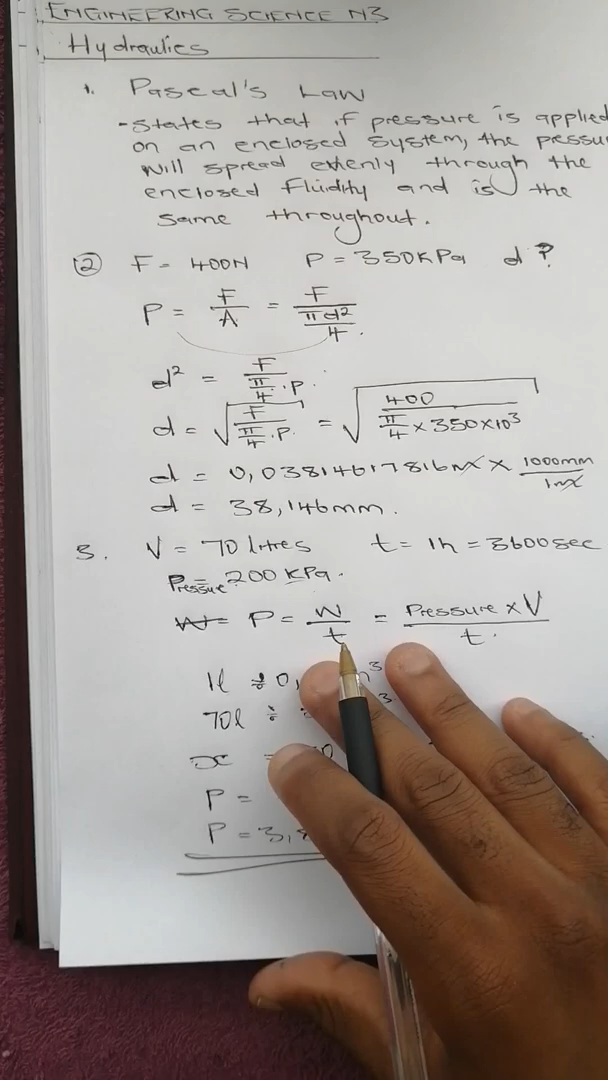 ENGINEERING SCIENCE N3
Hydraulics
1. Pascal's Law
- states that if pressure is applied
on an enclosed system, the
will spread evenly through the
enclosed Fluidity and is the
same throughout.
② F = 400N P = 350KPa d ?
P = F/A = F/(πd²/4).
d² = F/(π/4 . P)
d = √(F/(π/4 . P)) = √(400/(π/4 × 350×10³))
d = 0,03814617816m × 1000mm/1m
d = 38,146mm.
3. V = 70 litres t = 1h = 3600sec
Pressure = 200 KPa.
W = P = W/t = Pressure × V/t.
1l ÷ 0,
70l ÷
x =
P =
P = 3,8